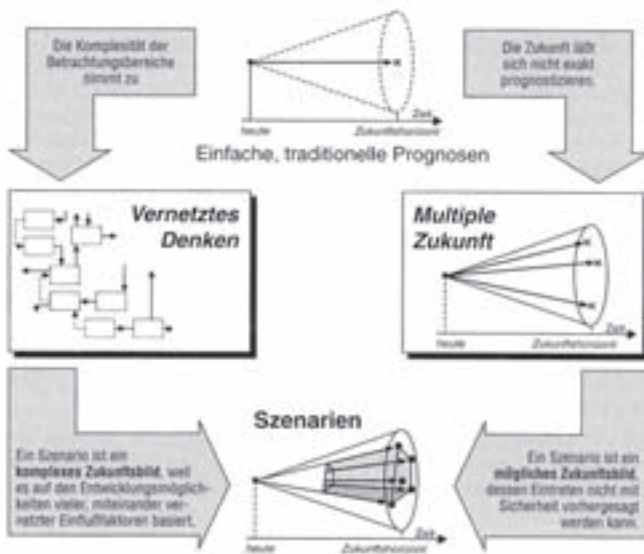 Die Komplexität der
Betrachtungsbereiche
nimmt zu
Die Zukunft läßt
sich nicht exakt
prognostizieren.
Zeit
heute
Zukunftshorizont
Einfache, traditionelle Prognosen
Vernetztes
Denken
Multiple
Zukunft
Zeit
heute
Zukunftshorizont
Szenarien
Ein Szenario ist ein
komplexes Zukunftsbild, weil
es auf den Entwicklungsmöglich-
keiten vieler, miteinander ver-
netzter Einflußfaktoren basiert.
Ein Szenario ist ein
mögliches Zukunftsbild,
dessen Eintreten nicht mit
Sicherheit vorhergesagt
werden kann.
Zeit
heute
Zukunftshorizont